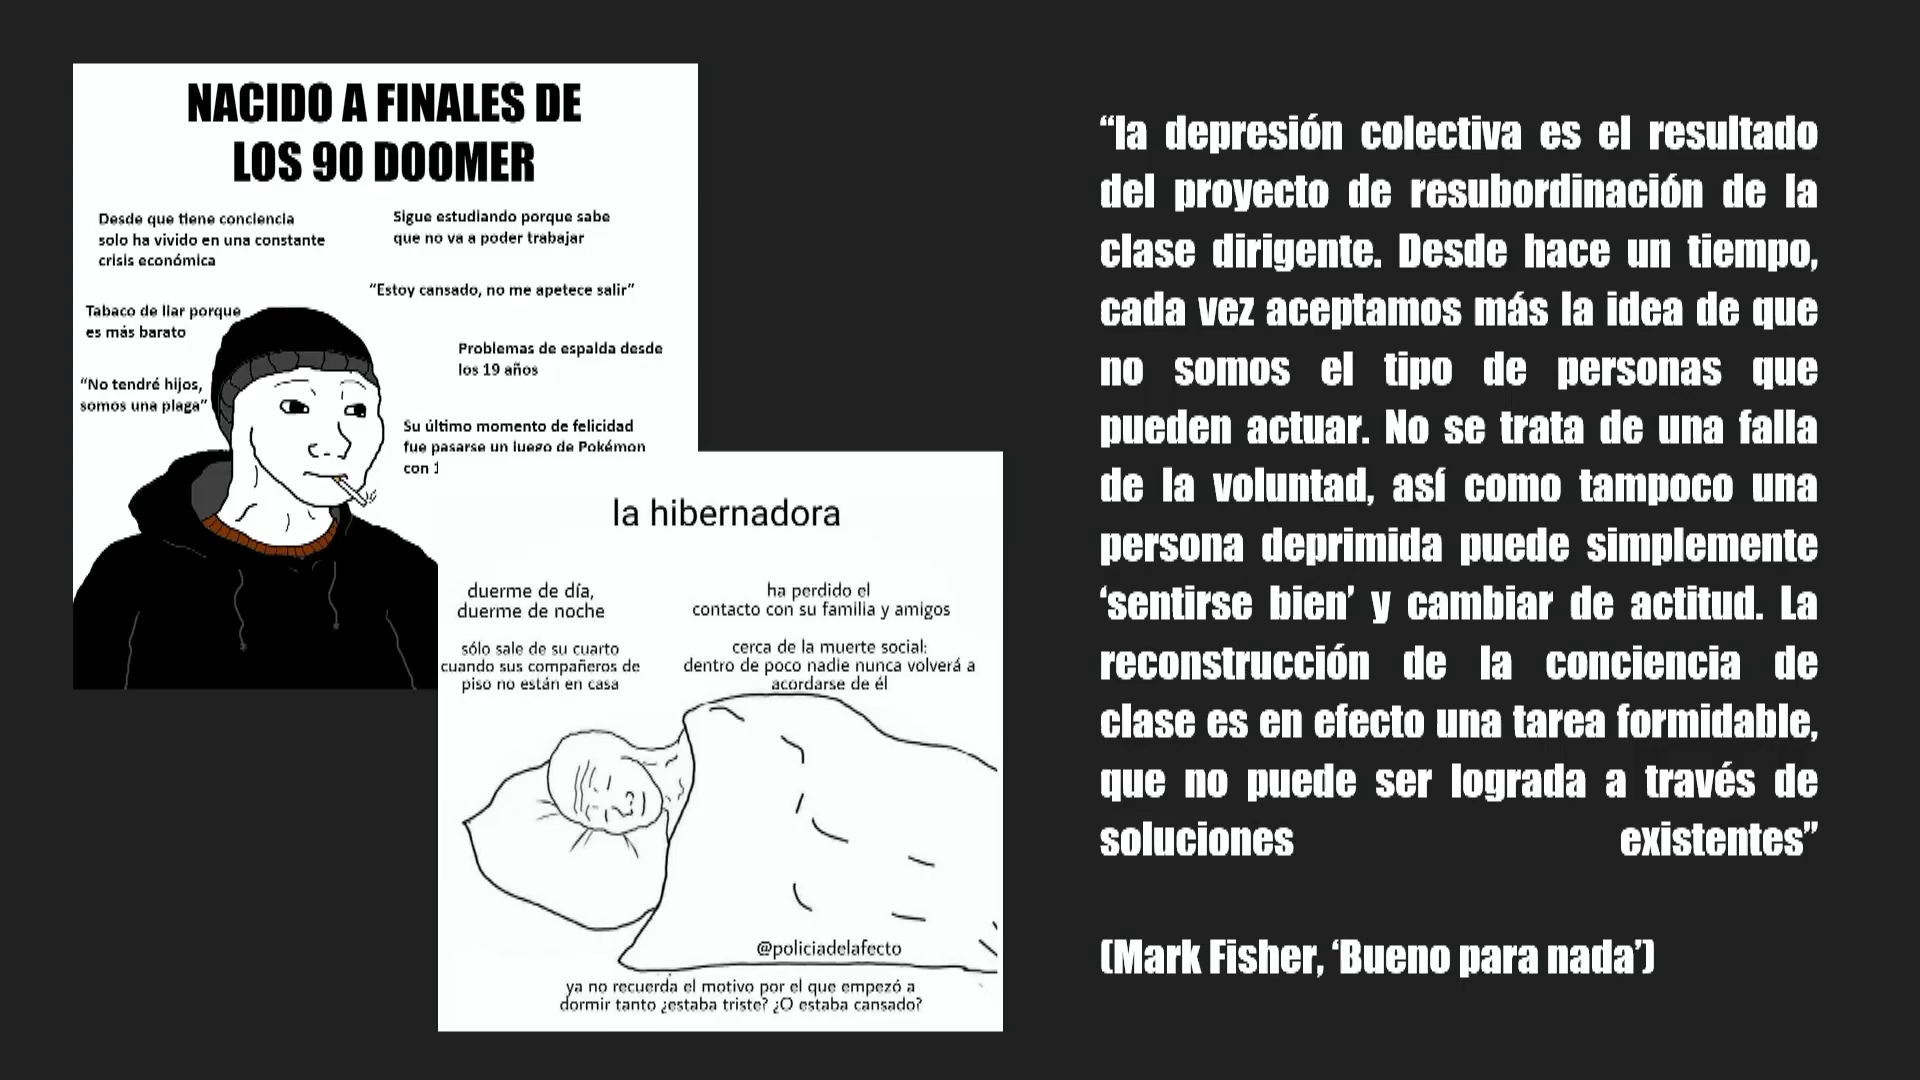 NACIDO A FINALES DE
LOS 90 DOOMER
Desde que tiene conciencia
solo ha vivido en una constante
crisis económica
Sigue estudiando porque sabe
que no va a poder trabajar
“Estoy cansado, no me apetece salir”
Tabaco de liar porque
es más barato
Problemas de espalda desde
los 19 años
“No tendré hijos,
somos una plaga”
Su último momento de felicidad
fue pasarse un juego de Pokémon
con 1
la hibernadora
duerme de día,
duerme de noche
ha perdido el
contacto con su familia y amigos
sólo sale de su cuarto
cuando sus compañeros de
piso no están en casa
cerca de la muerte social:
dentro de poco nadie nunca volverá a
acordarse de él
@policiadelafecto
ya no recuerda el motivo por el que empezó a
dormir tanto ¿estaba triste? ¿O estaba cansado?
“la depresión colectiva es el resultado
del proyecto de resubordinación de la
clase dirigente. Desde hace un tiempo,
cada vez aceptamos más la idea de que
no somos el tipo de personas que
pueden actuar. No se trata de una falla
de la voluntad, así como tampoco una
persona deprimida puede simplemente
‘sentirse bien’ y cambiar de actitud. La
reconstrucción de la conciencia de
clase es en efecto una tarea formidable,
que no puede ser lograda a través de
soluciones existentes”
(Mark Fisher, ‘Bueno para nada’)